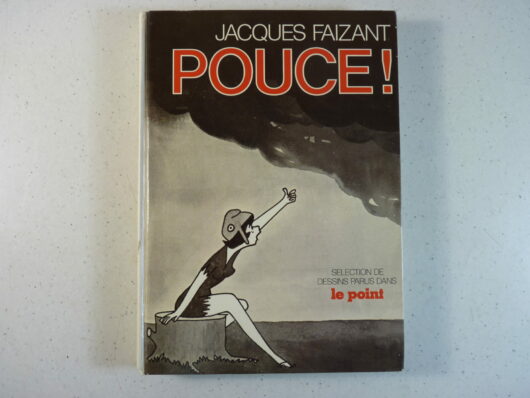 JACQUES FAIZANT
POUCE!
SELECTION DE
DESSINS PARUS DANS
le point